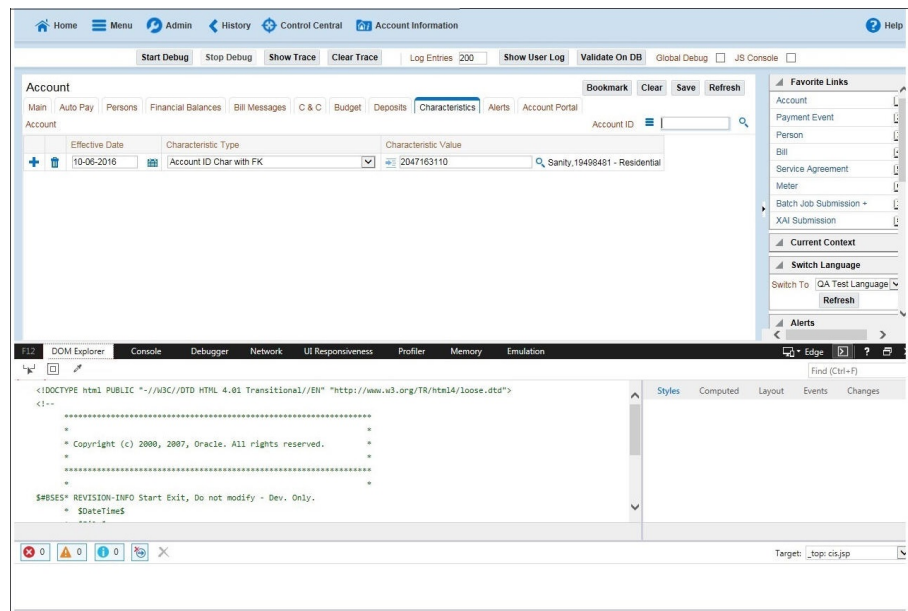 Home Menu Admin History Control Central Account Information Help
Start Debug Stop Debug Show Trace Clear Trace Log Entries 200 Show User Log Validate On DB Global Debug JS Console
Account Bookmark Clear Save Refresh
Main Auto Pay Persons Financial Balances Bill Messages C & C Budget Deposits Characteristics Alerts Account Portal
Account Account ID
Effective Date Characteristic Type Characteristic Value
10-06-2016 Account ID Char with FK 2047163110 Sanity,19498481 - Residential
Favorite Links
Account
Payment Event
Person
Bill
Service Agreement
Meter
Batch Job Submission +
XAI Submission
Current Context
Switch Language
Switch To QA Test Language
Refresh
Alerts
F12 DOM Explorer Console Debugger Network UI Responsiveness Profiler Memory Emulation Edge ?
Find (Ctrl+F)
<!DOCTYPE html PUBLIC "-//W3C//DTD HTML 4.01 Transitional//EN" "http://www.w3.org/TR/html4/loose.dtd">
<!--
* *
* Copyright (c) 2000, 2007, Oracle. All rights reserved. *
* *
* *
$#BSES* REVISION-INFO Start Exit, Do not modify - Dev. Only.
* $DateTime$
Styles Computed Layout Events Changes
0 0 0
Target: _top: cis.jsp